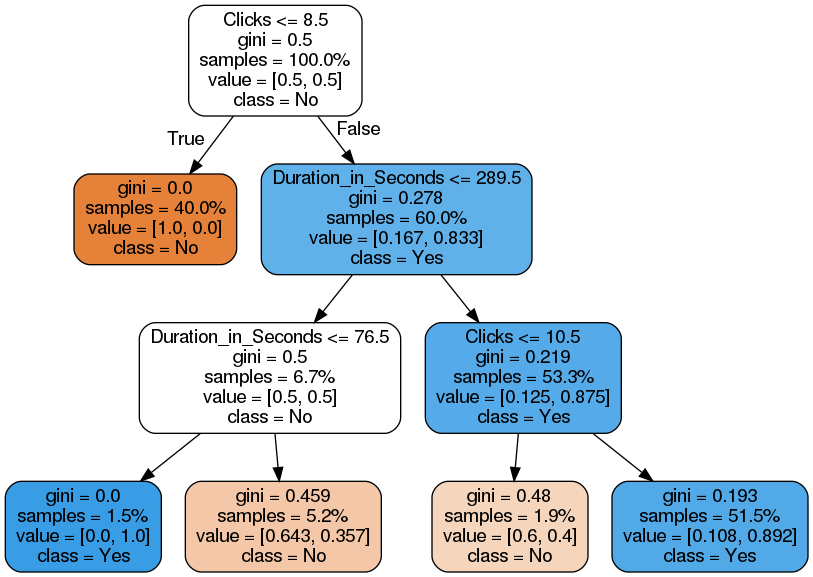 Clicks <= 8.5
gini = 0.5
samples = 100.0%
value = [0.5, 0.5]
class = No
True
False
gini = 0.0
samples = 40.0%
value = [1.0, 0.0]
class = No
Duration_in_Seconds <= 289.5
gini = 0.278
samples = 60.0%
value = [0.167, 0.833]
class = Yes
Duration_in_Seconds <= 76.5
gini = 0.5
samples = 6.7%
value = [0.5, 0.5]
class = No
Clicks <= 10.5
gini = 0.219
samples = 53.3%
value = [0.125, 0.875]
class = Yes
gini = 0.0
samples = 1.5%
value = [0.0, 1.0]
class = Yes
gini = 0.459
samples = 5.2%
value = [0.643, 0.357]
class = No
gini = 0.48
samples = 1.9%
value = [0.6, 0.4]
class = No
gini = 0.193
samples = 51.5%
value = [0.108, 0.892]
class = Yes